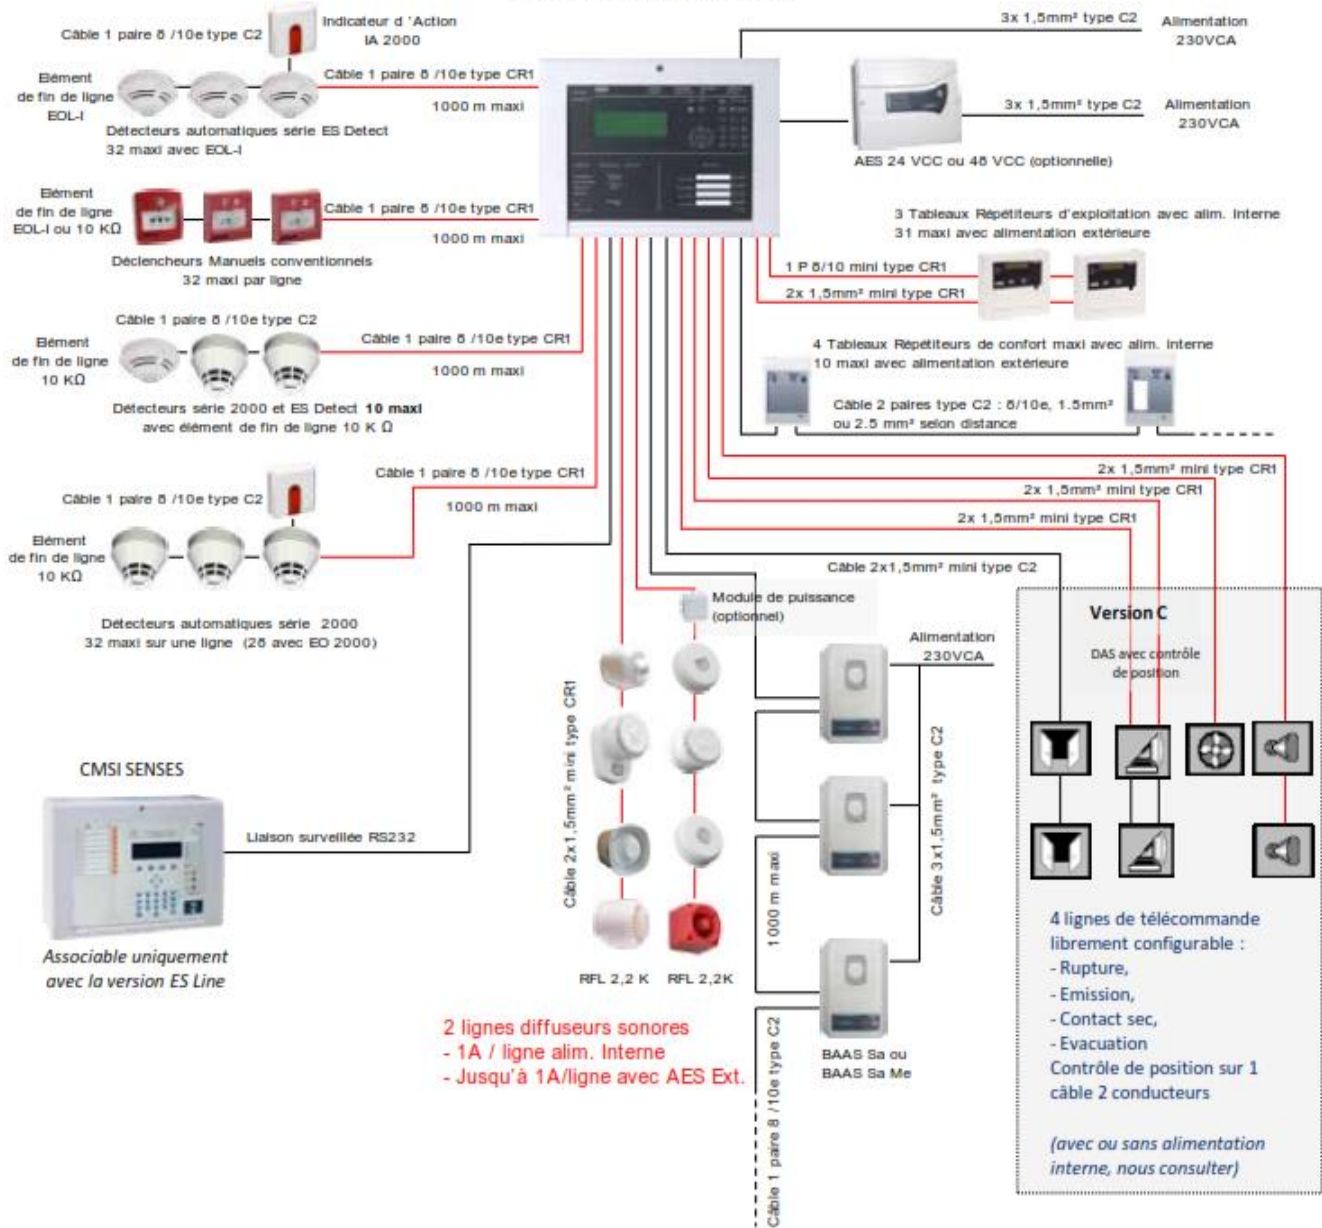 3x 1,5mm² type C2
Alimentation
230VCA
Câble 1 paire 8 /10e type C2
Indicateur d 'Action
IA 2000
Elément
de fin de ligne
EOL-I
Câble 1 paire 8 /10e type CR1
1000 m maxi
Détecteurs automatiques série ES Detect
32 maxi avec EOL-I
3x 1,5mm² type C2
Alimentation
230VCA
AES 24 VCC ou 48 VCC (optionnelle)
Elément
de fin de ligne
EOL-I ou 10 KΩ
Câble 1 paire 8 /10e type CR1
1000 m maxi
Déclencheurs Manuels conventionnels
32 maxi par ligne
3 Tableaux Répétiteurs d'exploitation avec alim. Interne
31 maxi avec alimentation extérieure
1 P 8/10 mini type CR1
2x 1,5mm² mini type CR1
Câble 1 paire 8 /10e type C2
Elément
de fin de ligne
10 KΩ
Câble 1 paire 8 /10e type CR1
1000 m maxi
Détecteurs série 2000 et ES Detect 10 maxi
avec élément de fin de ligne 10 K Ω
4 Tableaux Répétiteurs de confort maxi avec alim. Interne
10 maxi avec alimentation extérieure
Câble 2 paires type C2 : 8/10e, 1.5mm²
ou 2.5 mm² selon distance
Câble 1 paire 8 /10e type CR1
1000 m maxi
Câble 1 paire 8 /10e type C2
Elément
de fin de ligne
10 KΩ
Détecteurs automatiques série 2000
32 maxi sur une ligne (28 avec EO 2000)
2x 1,5mm² mini type CR1
2x 1,5mm² mini type CR1
2x 1,5mm² mini type CR1
Câble 2x1,5mm² mini type C2
Module de puissance
(optionnel)
Alimentation
230VCA
Câble 2x1,5mm² mini type CR1
Câble 3x1,5mm² type C2
1000 m maxi
Câble 1 paire 8 /10e type C2
CMSI SENSES
Liaison surveillée RS232
Associable uniquement
avec la version ES Line
RFL 2,2 K
RFL 2,2K
2 lignes diffuseurs sonores
- 1A / ligne alim. Interne
- Jusqu'à 1A/ligne avec AES Ext.
BAAS Sa ou
BAAS Sa Me
Version C
DAS avec contrôle
de position
4 lignes de télécommande
librement configurable :
- Rupture,
- Emission,
- Contact sec,
- Evacuation
Contrôle de position sur 1
câble 2 conducteurs
(avec ou sans alimentation
interne, nous consulter)